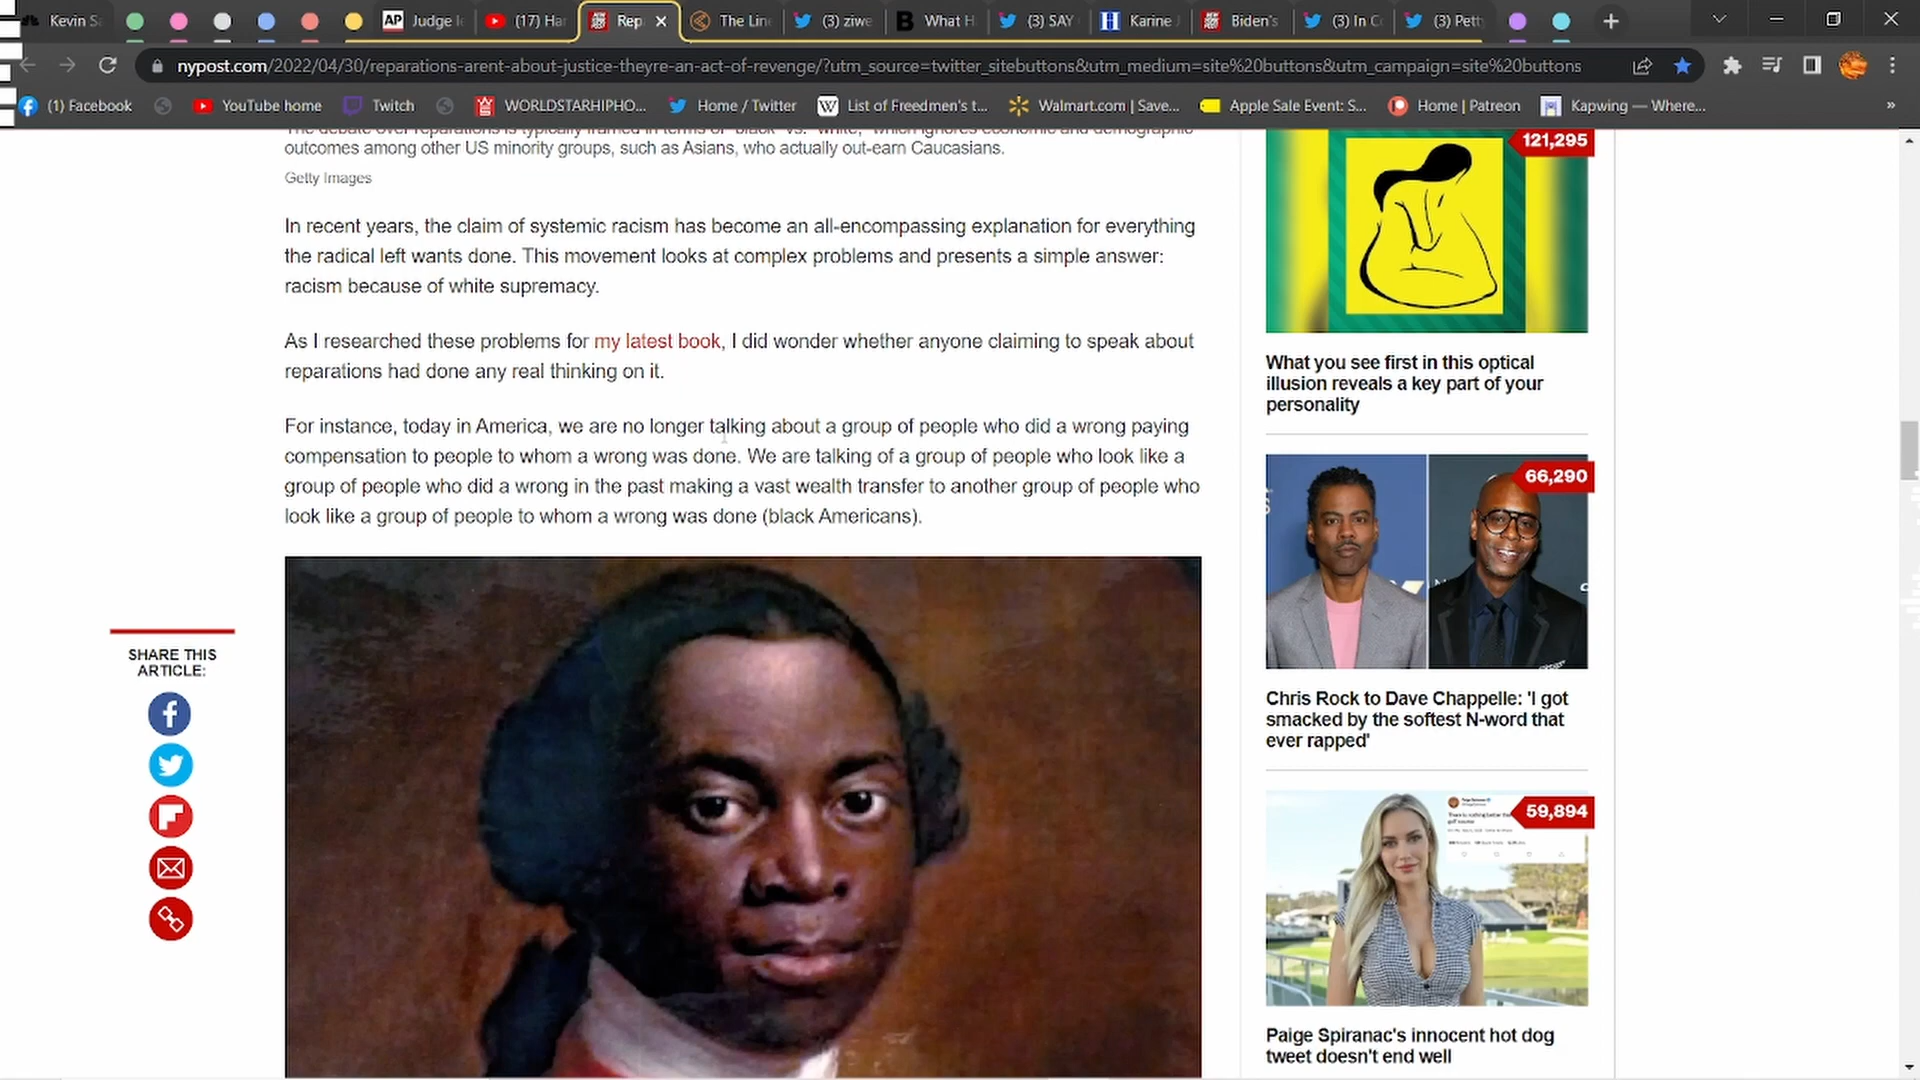 Kevin Sa
AP Judge le
(17) Har
Rep
The Line
(3) ziwe
B What H
(3) SAY
H Karine J
Biden's
(3) In C
(3) Pett
nypost.com/2022/04/30/reparations-arent-about-justice-theyre-an-act-of-revenge/?utm_source=twitter_sitebuttons&utm_medium=site%20buttons&utm_campaign=site%20buttons
(1) Facebook
YouTube home
Twitch
WORLDSTARHIPHO...
Home / Twitter
W List of Freedmen's t...
Walmart.com | Save...
Apple Sale Event: S...
Home | Patreon
Kapwing — Where...
»
The debate over reparations is typically framed in terms of "black" vs. "white," which ignores economic and demographic
outcomes among other US minority groups, such as Asians, who actually out-earn Caucasians.
Getty Images
In recent years, the claim of systemic racism has become an all-encompassing explanation for everything
the radical left wants done. This movement looks at complex problems and presents a simple answer:
racism because of white supremacy.
As I researched these problems for my latest book, I did wonder whether anyone claiming to speak about
reparations had done any real thinking on it.
For instance, today in America, we are no longer talking about a group of people who did a wrong paying
compensation to people to whom a wrong was done. We are talking of a group of people who look like a
group of people who did a wrong in the past making a vast wealth transfer to another group of people who
look like a group of people to whom a wrong was done (black Americans).
SHARE THIS
ARTICLE:
121,295
What you see first in this optical
illusion reveals a key part of your
personality
66,290
Chris Rock to Dave Chappelle: 'I got
smacked by the softest N-word that
ever rapped'
59,894
Paige Spiranac's innocent hot dog
tweet doesn't end well